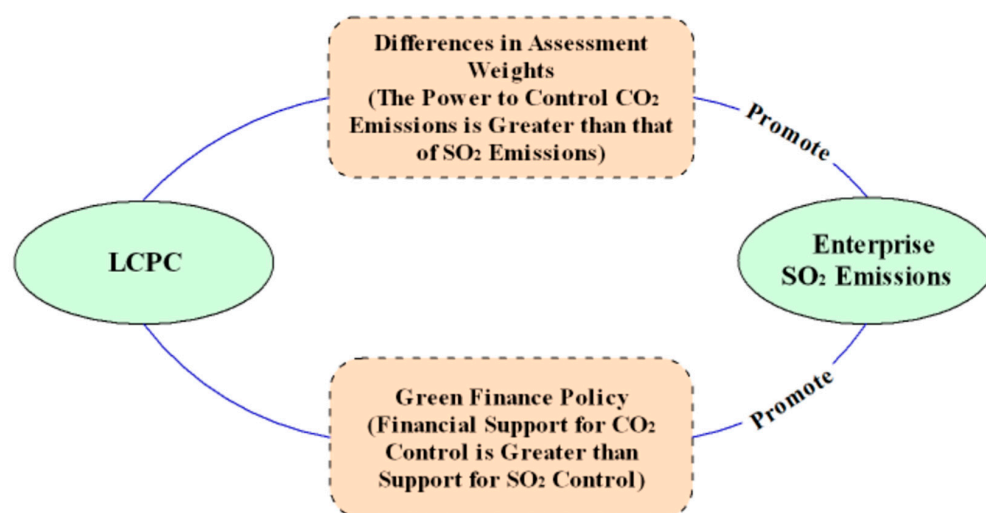 Differences in Assessment
Weights
(The Power to Control CO₂
Emissions is Greater than that
of SO₂ Emissions)
Promote
LCPC
Enterprise
SO₂ Emissions
Green Finance Policy
(Financial Support for CO₂
Control is Greater than
Support for SO₂ Control)
Promote